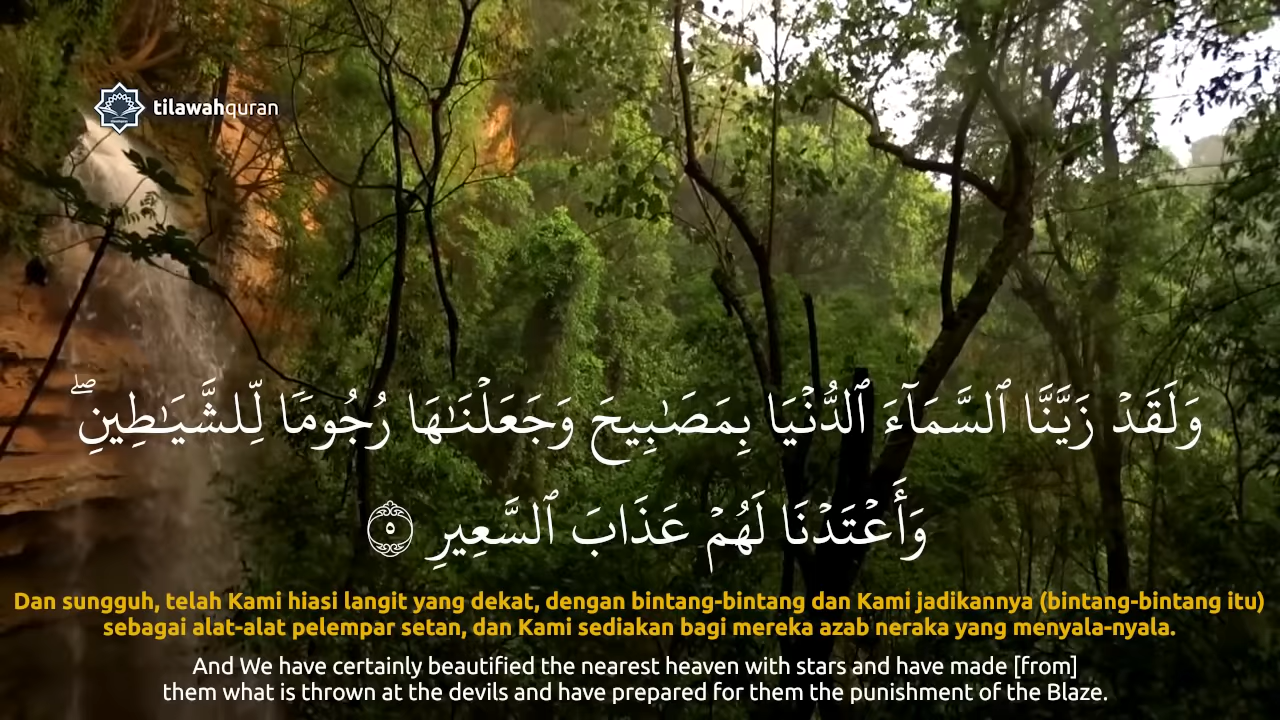 tilawahquran
وَلَقَدْ زَيَّنَّا ٱلسَّمَآءَ ٱلدُّنْيَا بِمَصَـٰبِيحَ وَجَعَلْنَـٰهَا رُجُومًا لِّلشَّيَـٰطِينِ ۖ
وَأَعْتَدْنَا لَهُمْ عَذَابَ ٱلسَّعِيرِ ٥
Dan sungguh, telah Kami hiasi langit yang dekat, dengan bintang-bintang dan Kami jadikannya (bintang-bintang itu)
sebagai alat-alat pelempar setan, dan Kami sediakan bagi mereka azab neraka yang menyala-nyala.
And We have certainly beautified the nearest heaven with stars and have made [from]
them what is thrown at the devils and have prepared for them the punishment of the Blaze.